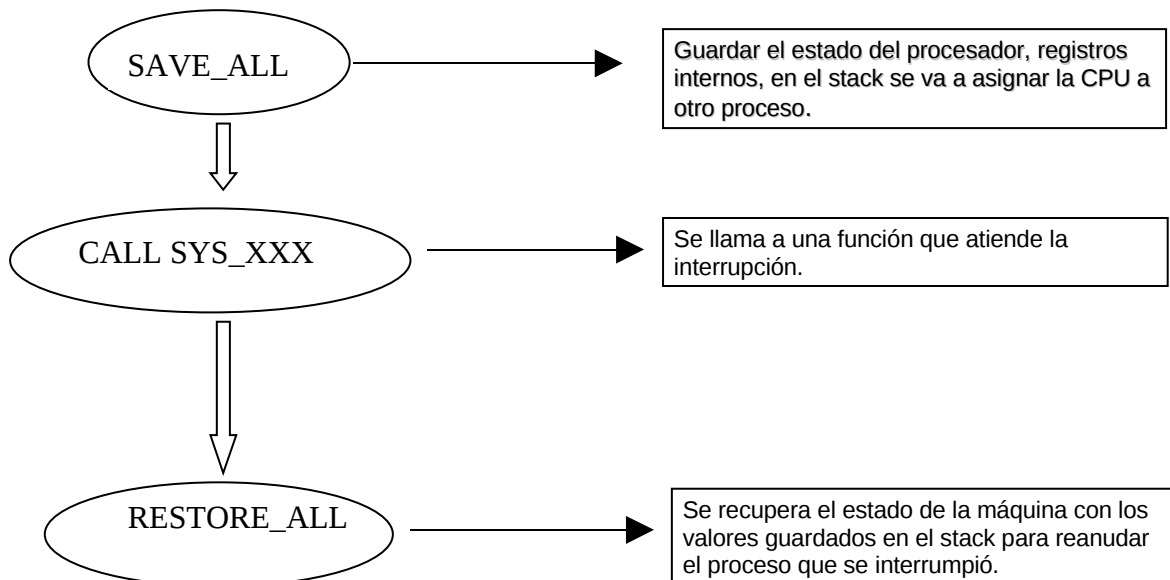 SAVE_ALL
Guardar el estado del procesador, registros
internos, en el stack se va a asignar la CPU a
otro proceso.
CALL SYS_XXX
Se llama a una función que atiende la
interrupción.
RESTORE_ALL
Se recupera el estado de la máquina con los
valores guardados en el stack para reanudar
el proceso que se interrumpió.